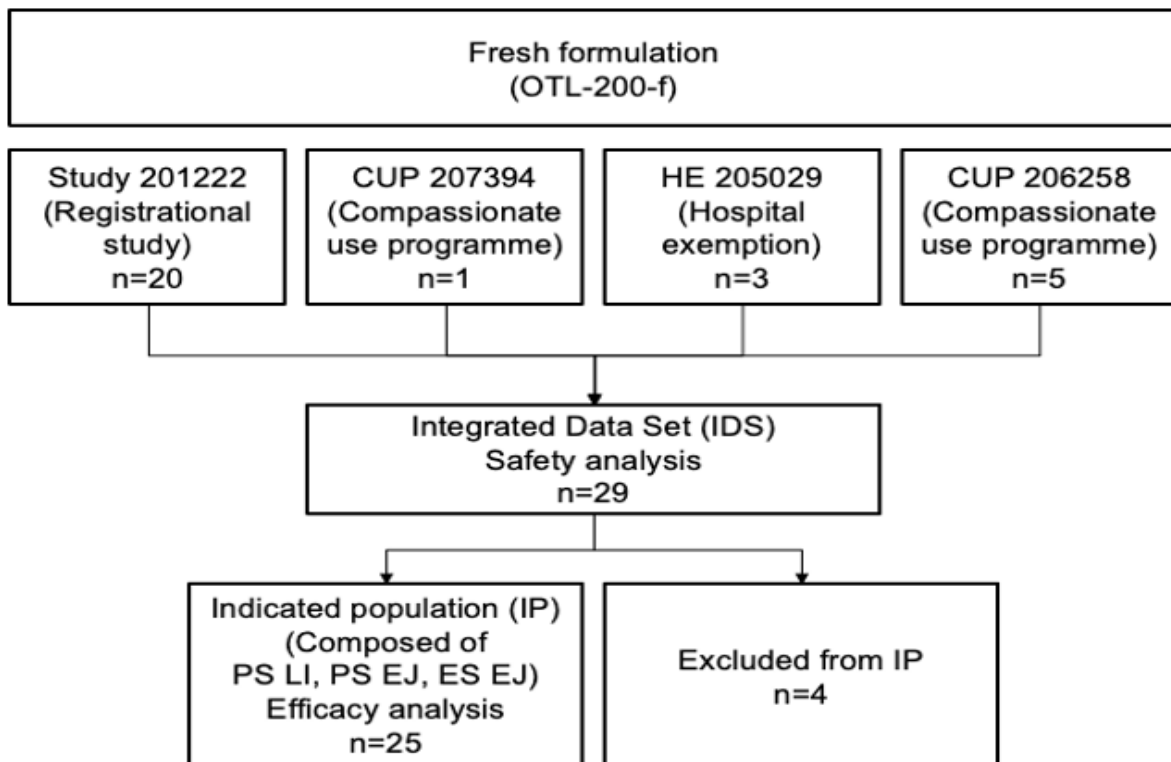 Fresh formulation
(OTL-200-f)
Study 201222
(Registrational
study)
n=20
CUP 207394
(Compassionate
use programme)
n=1
HE 205029
(Hospital
exemption)
n=3
CUP 206258
(Compassionate
use programme)
n=5
Integrated Data Set (IDS)
Safety analysis
n=29
Indicated population (IP)
(Composed of
PS LI, PS EJ, ES EJ)
Efficacy analysis
n=25
Excluded from IP
n=4